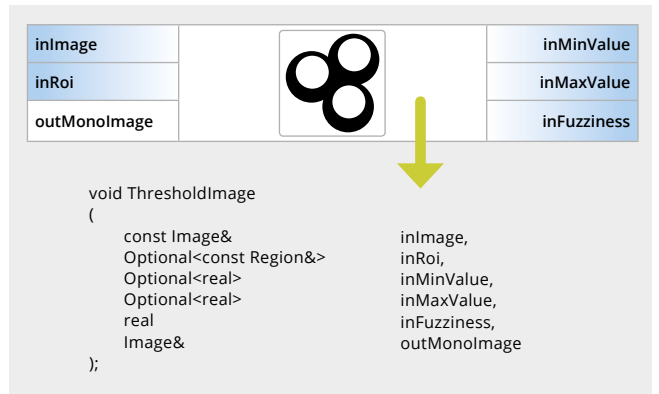 inImage
inRoi
outMonoImage
inMinValue
inMaxValue
inFuzziness
void ThresholdImage
(
const Image& inImage,
Optional<const Region&> inRoi,
Optional<real> inMinValue,
Optional<real> inMaxValue,
real inFuzziness,
Image& outMonoImage
);